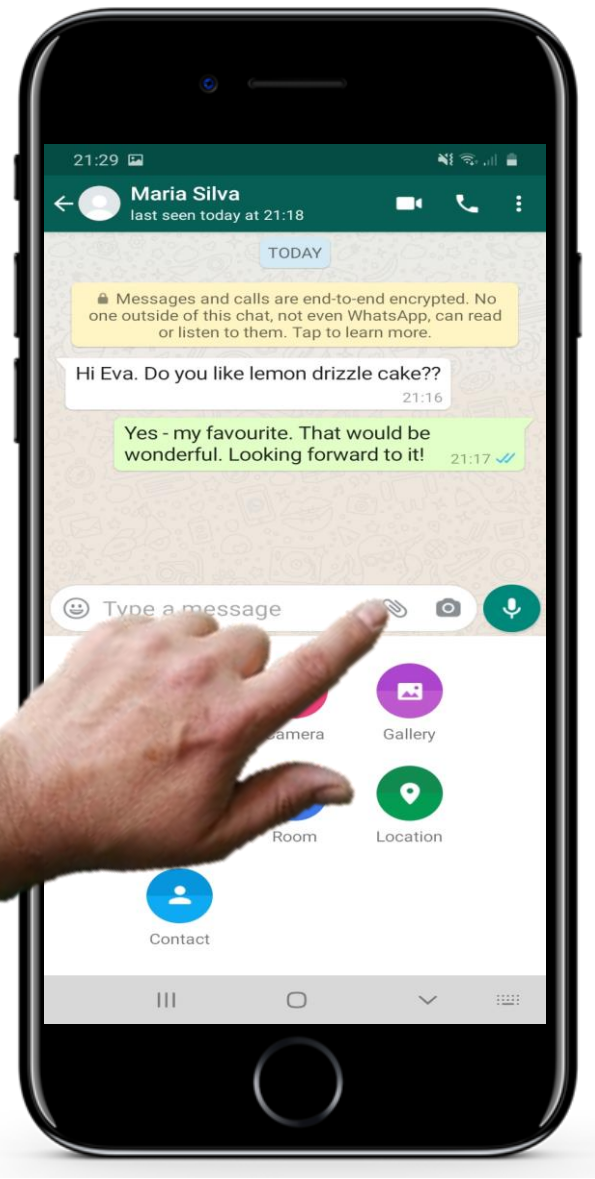 21:29
Maria Silva
last seen today at 21:18
TODAY
Messages and calls are end-to-end encrypted. No
one outside of this chat, not even WhatsApp, can read
or listen to them. Tap to learn more.
Hi Eva. Do you like lemon drizzle cake??
21:16
Yes - my favourite. That would be
wonderful. Looking forward to it!
21:17
Type a message
Camera
Gallery
Room
Location
Contact